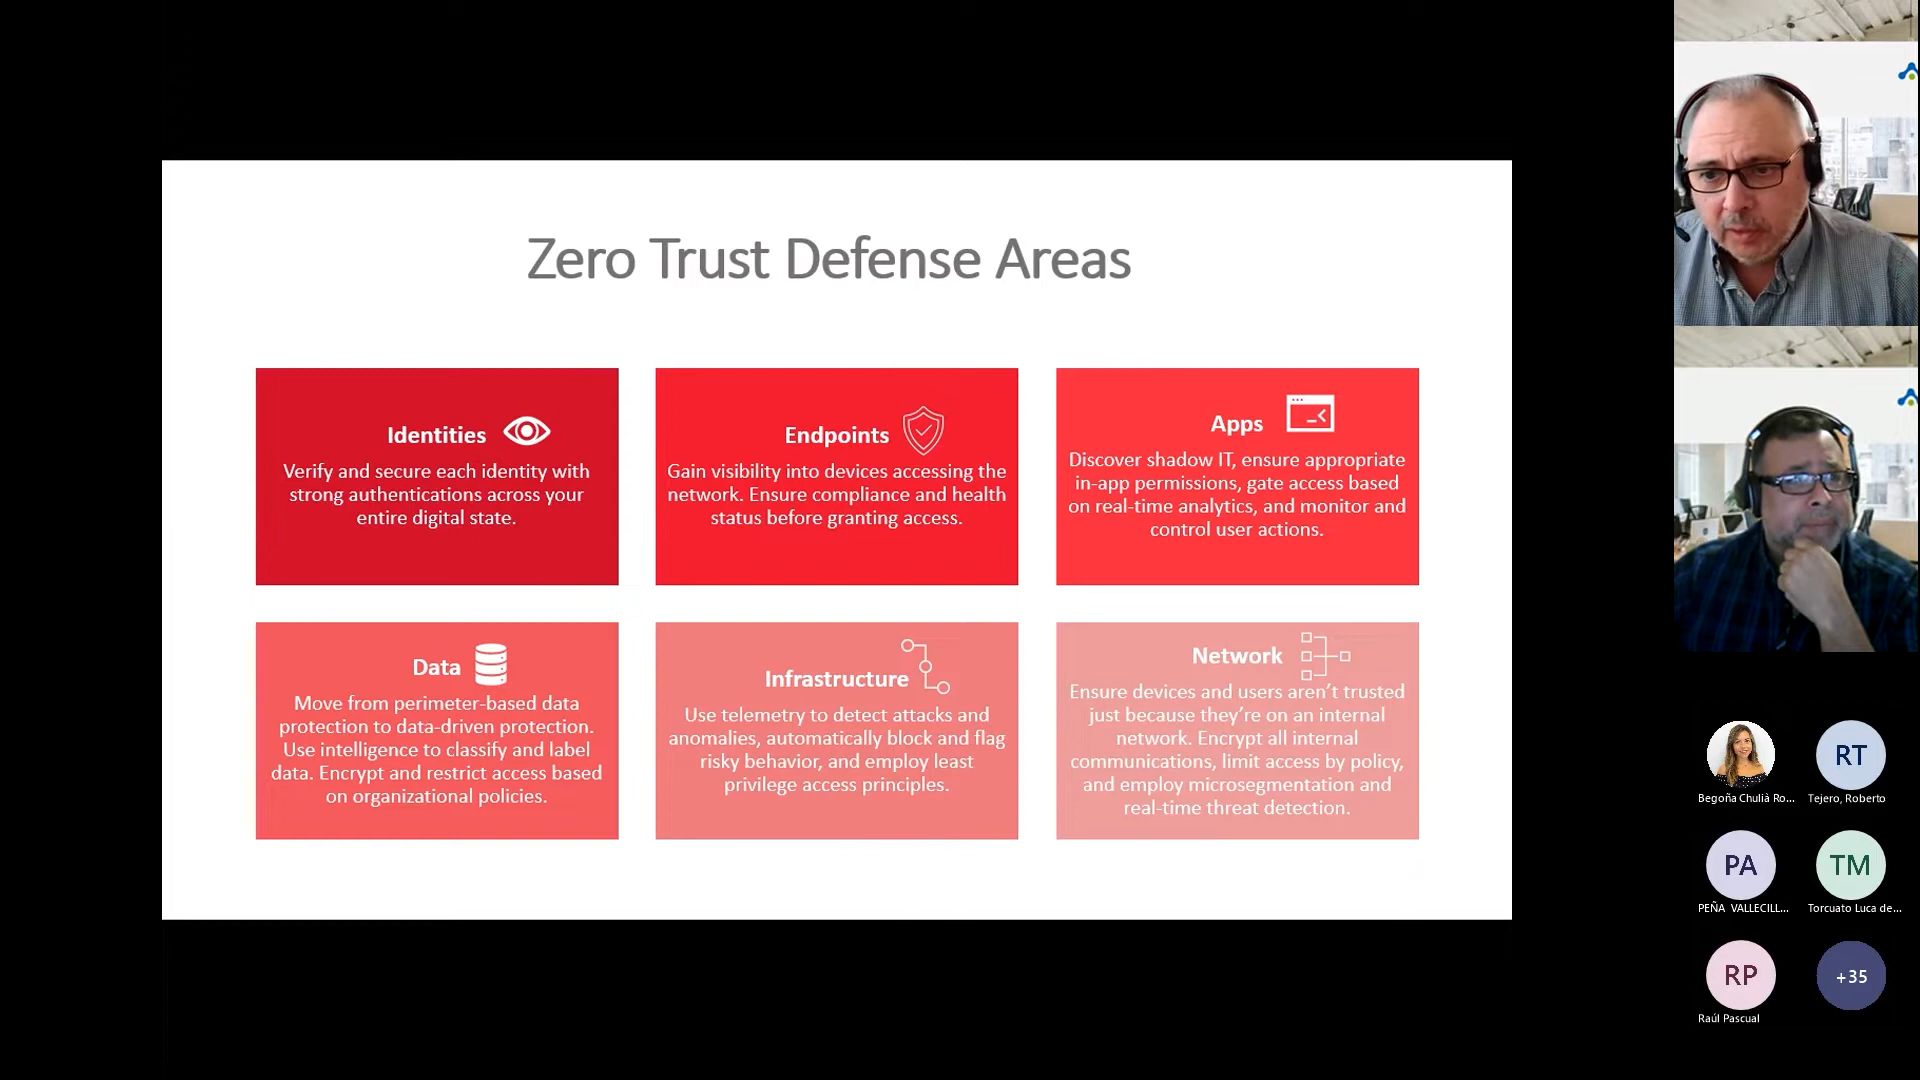 Zero Trust Defense Areas
Identities
Verify and secure each identity with
strong authentications across your
entire digital state.
Endpoints
Gain visibility into devices accessing the
network. Ensure compliance and health
status before granting access.
Apps
Discover shadow IT, ensure appropriate
in-app permissions, gate access based
on real-time analytics, and monitor and
control user actions.
Data
Move from perimeter-based data
protection to data-driven protection.
Use intelligence to classify and label
data. Encrypt and restrict access based
on organizational policies.
Infrastructure
Use telemetry to detect attacks and
anomalies, automatically block and flag
risky behavior, and employ least
privilege access principles.
Network
Ensure devices and users aren't trusted
just because they're on an internal
network. Encrypt all internal
communications, limit access by policy,
and employ microsegmentation and
real-time threat detection.
Begoña Chulià Ro...
RT
Tejero, Roberto
PA
PEÑA VALLECILL...
TM
Torcuato Luca de...
RP
Raúl Pascual
+35